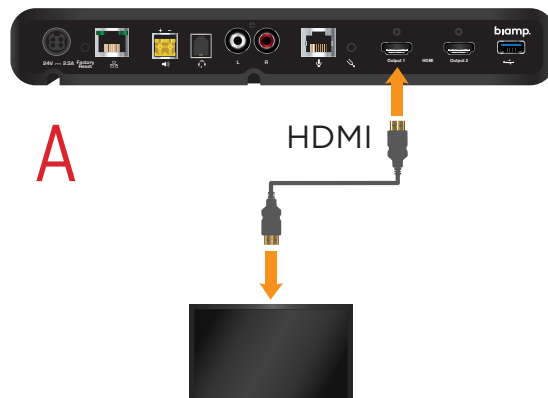 biamp.
+ -
24V ⎓ 2.5A
Factory
Reset
L
R
Output 1
HDMI
Output 2
A
HDMI